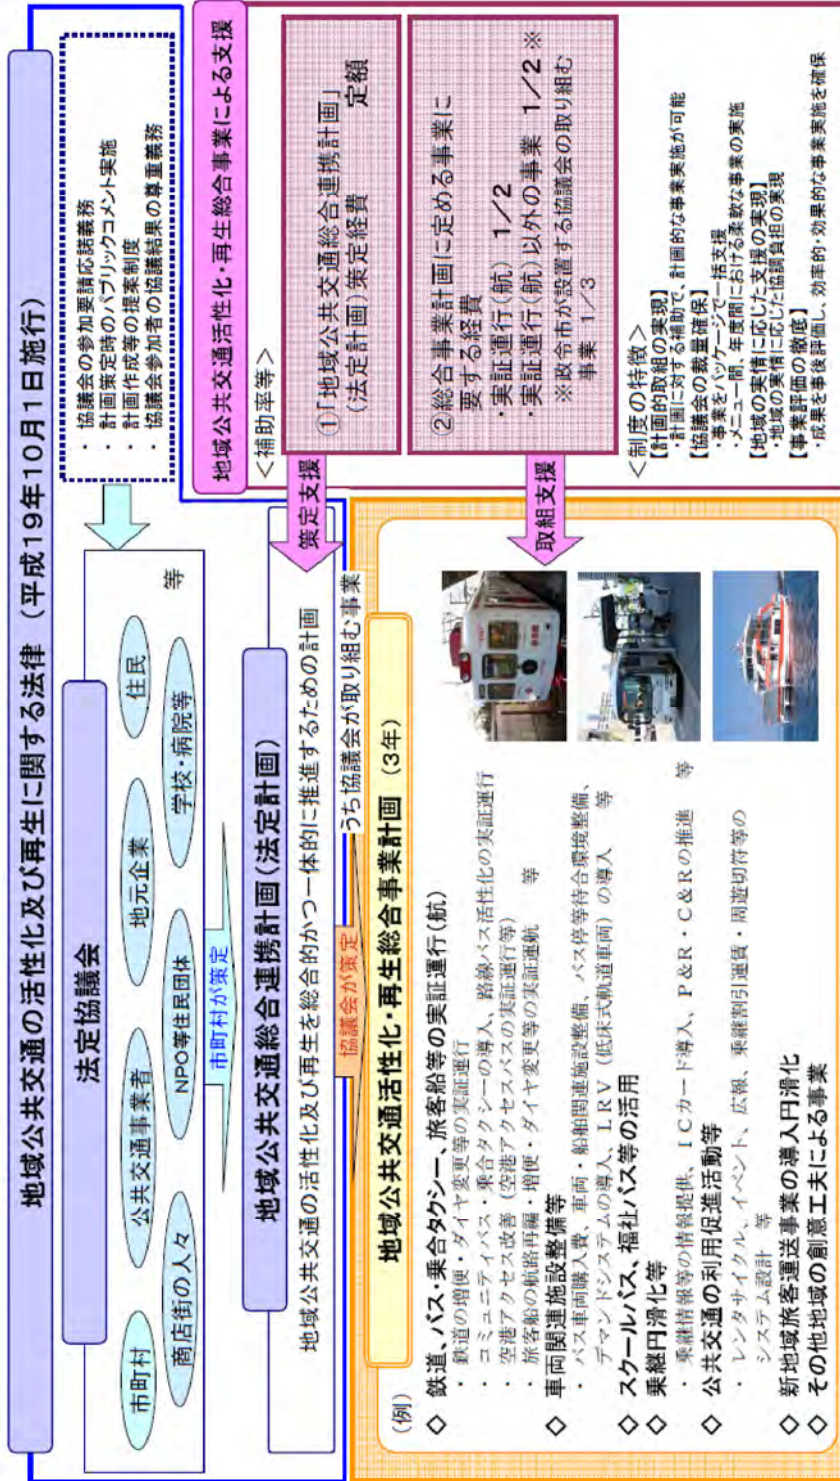 地域公共交通の活性化及び再生に関する法律 (平成19年10月1日施行)
法定協議会
市町村
公共交通事業者
地元企業
住民
商店街の人々
NPO等住民団体
学校・病院等
等
・ 協議会の参加要請応諾義務
・ 計画策定時のパブリックコメント実施
・ 計画作成等の提案制度
・ 協議会参加者の協議結果の尊重義務
市町村が策定
地域公共交通総合連携計画(法定計画)
地域公共交通の活性化及び再生を総合的かつ一体的に推進するための計画
協議会が策定
うち協議会が取り組む事業
地域公共交通活性化・再生総合事業計画 (3年)
(例)
◇ 鉄道、バス・乗合タクシー、旅客船等の実証運行(航)
・ 鉄道の増便・ダイヤ変更等の実証運行
・ コミュニティバス・乗合タクシーの導入、路線バス活性化の実証運行
・ 空港アクセス改善 (空港アクセスバスの実証運行等)
・ 旅客船の航路再編・増便・ダイヤ変更等の実証運航 等
◇ 車両関連施設整備等
・ バス車両購入費、車両・船舶関連施設整備、バス停等待合環境整備、
デマンドシステムの導入、LRV (低床式軌道車両) の導入 等
◇ スクールバス、福祉バス等の活用
◇ 乗継円滑化等
・ 乗継情報等の情報提供、ICカード導入、P&R・C&Rの推進 等
◇ 公共交通の利用促進活動等
・ レンタサイクル、イベント、広報、乗継割引運賃・周遊切符等の
システム設計 等
◇ 新地域旅客運送事業の導入円滑化
◇ その他地域の創意工夫による事業
地域公共交通活性化・再生総合事業による支援
<補助率等>
策定支援
①「地域公共交通総合連携計画」
(法定計画)策定経費 定額
取組支援
②総合事業計画に定める事業に
要する経費
・実証運行(航) 1/2
・実証運行(航)以外の事業 1/2 ※
※政令市が設置する協議会の取り組む
事業 1/3
<制度の特徴>
【計画的取組の実現】
・計画に対する補助で、計画的な事業実施が可能
【協議会の裁量確保】
・事業をパッケージで一括支援
・メニュー間、年度間における柔軟な事業の実施
【地域の実情に応じた支援の実現】
・地域の実情に応じた協調負担の実現
【事業評価の徹底】
・成果を事後評価し、効率的・効果的な事業実施を確保